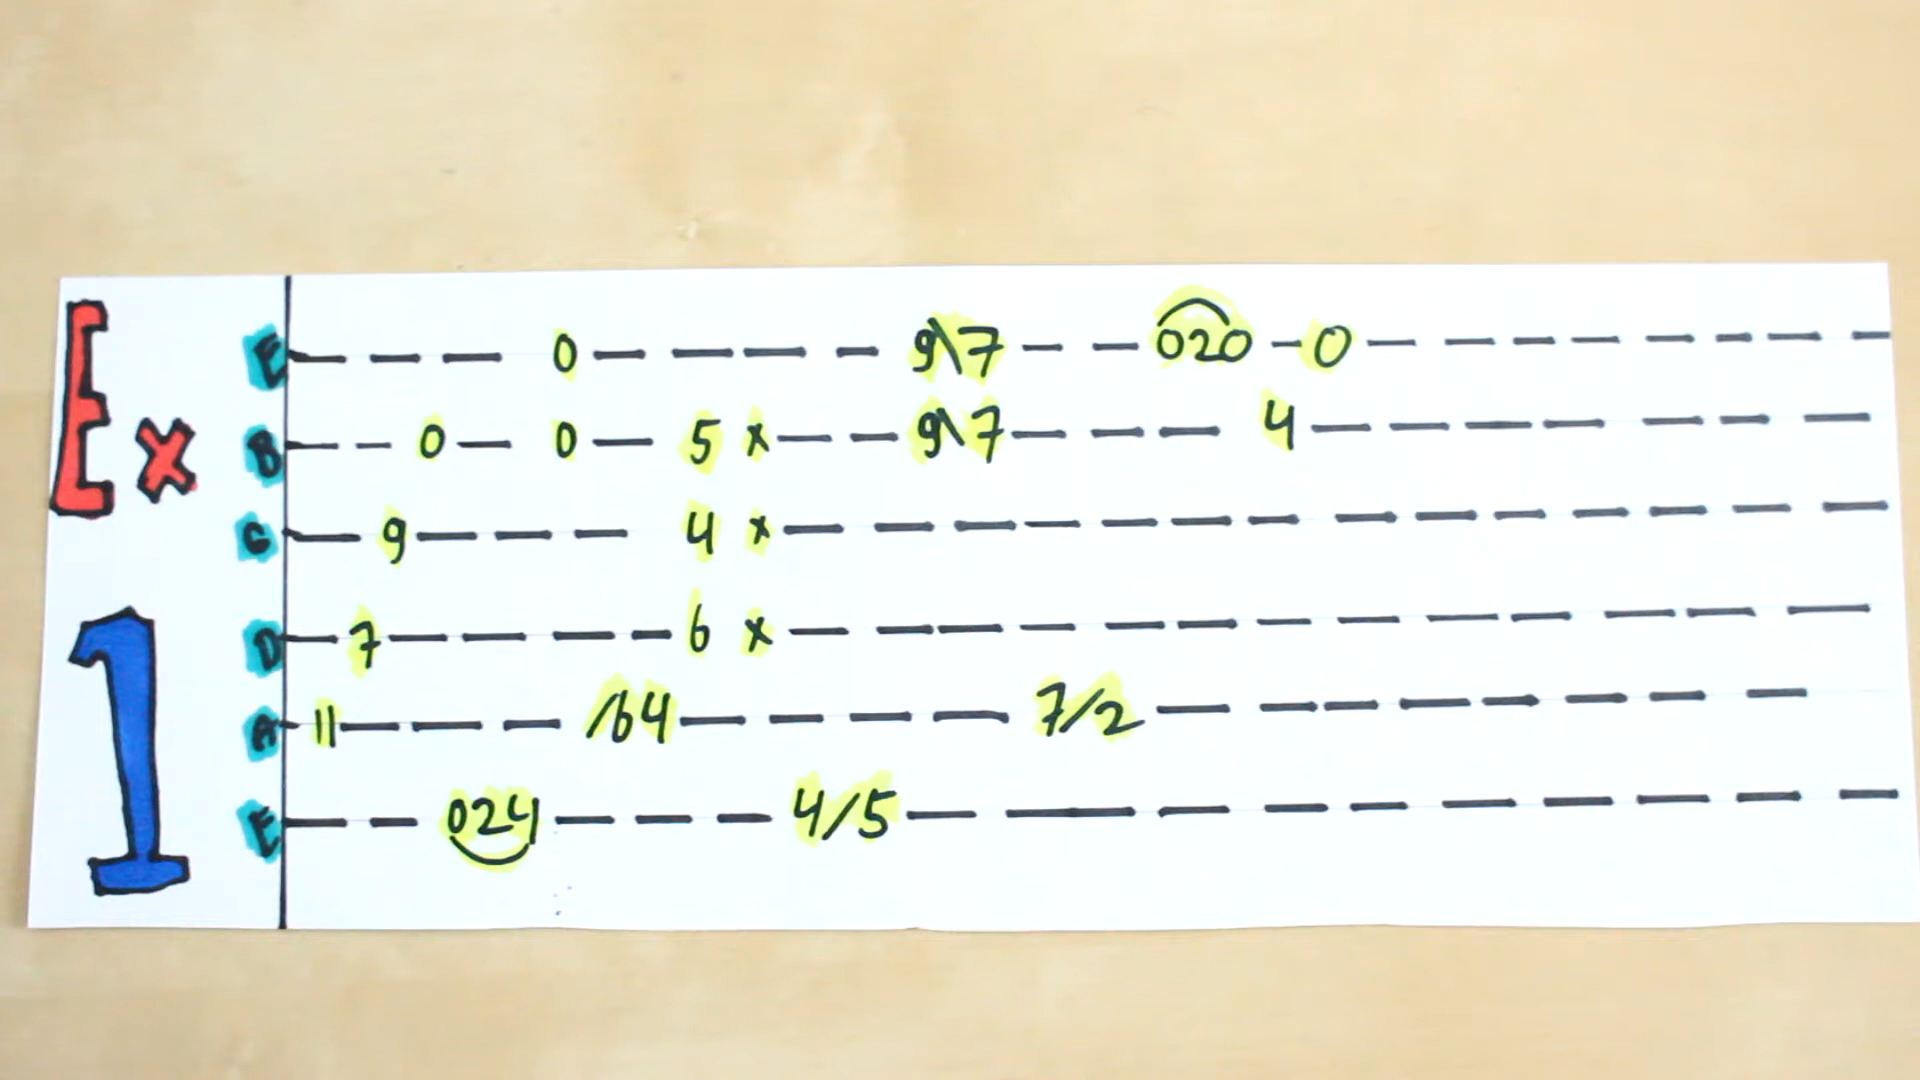 Ex 1
E — — — 0 — — — — 9\7 — — 020 — 0 — — — — — — —
B — — 0 — 0 — 5 x — — 9\7 — — — 4 — — — — — — —
G — 9 — — — 4 x — — — — — — — — — — — — —
D — 7 — — — — 6 x — — — — — — — — — — — —
A — 11 — — — /64 — — — — 7/2 — — — — — — —
E — — 024 — — — 4/5 — — — — — — — — — —